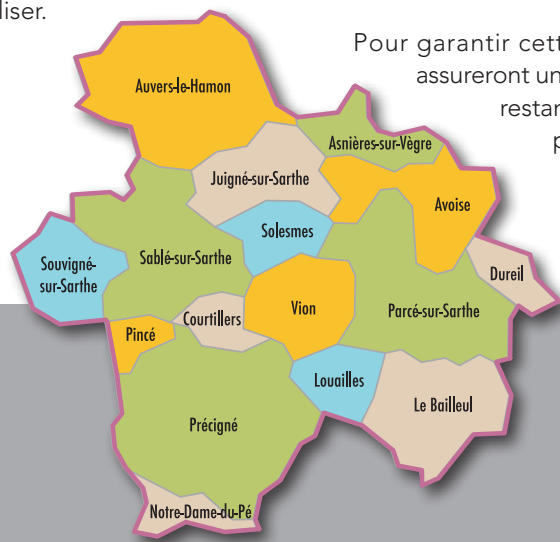 liser.
Pour garantir cett
assureront un
restan
p
Auvers-le-Hamon
Asnières-sur-Vègre
Juigné-sur-Sarthe
Avoise
Solesmes
Sablé-sur-Sarthe
Souvigné-
sur-Sarthe
Dureil
Vion
Parcé-sur-Sarthe
Courtillers
Pincé
Louailles
Le Bailleul
Précigné
Notre-Dame-du-Pé